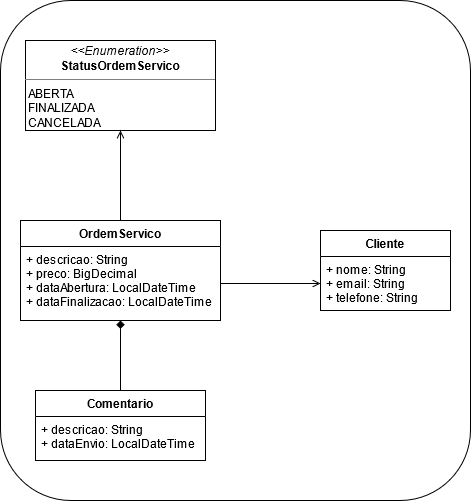 <<Enumeration>>
StatusOrdemServico
ABERTA
FINALIZADA
CANCELADA
OrdemServico
+ descricao: String
+ preco: BigDecimal
+ dataAbertura: LocalDateTime
+ dataFinalizacao: LocalDateTime
Cliente
+ nome: String
+ email: String
+ telefone: String
Comentario
+ descricao: String
+ dataEnvio: LocalDateTime